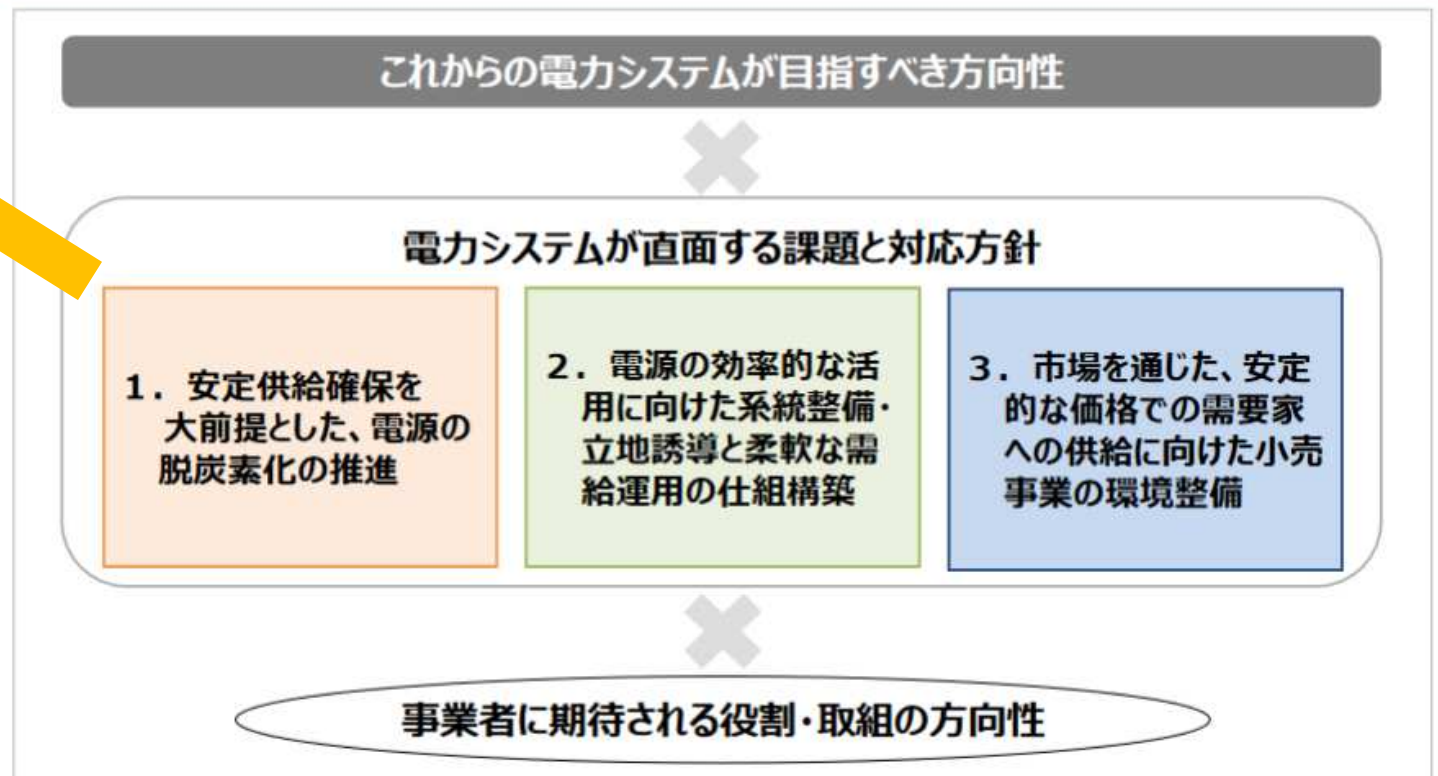 これからの電力システムが目指すべき方向性
電力システムが直面する課題と対応方針
1．安定供給確保を
大前提とした、電源の
脱炭素化の推進
2．電源の効率的な活
用に向けた系統整備・
立地誘導と柔軟な需
給運用の仕組構築
3．市場を通じた、安定
的な価格での需要家
への供給に向けた小売
事業の環境整備
事業者に期待される役割・取組の方向性